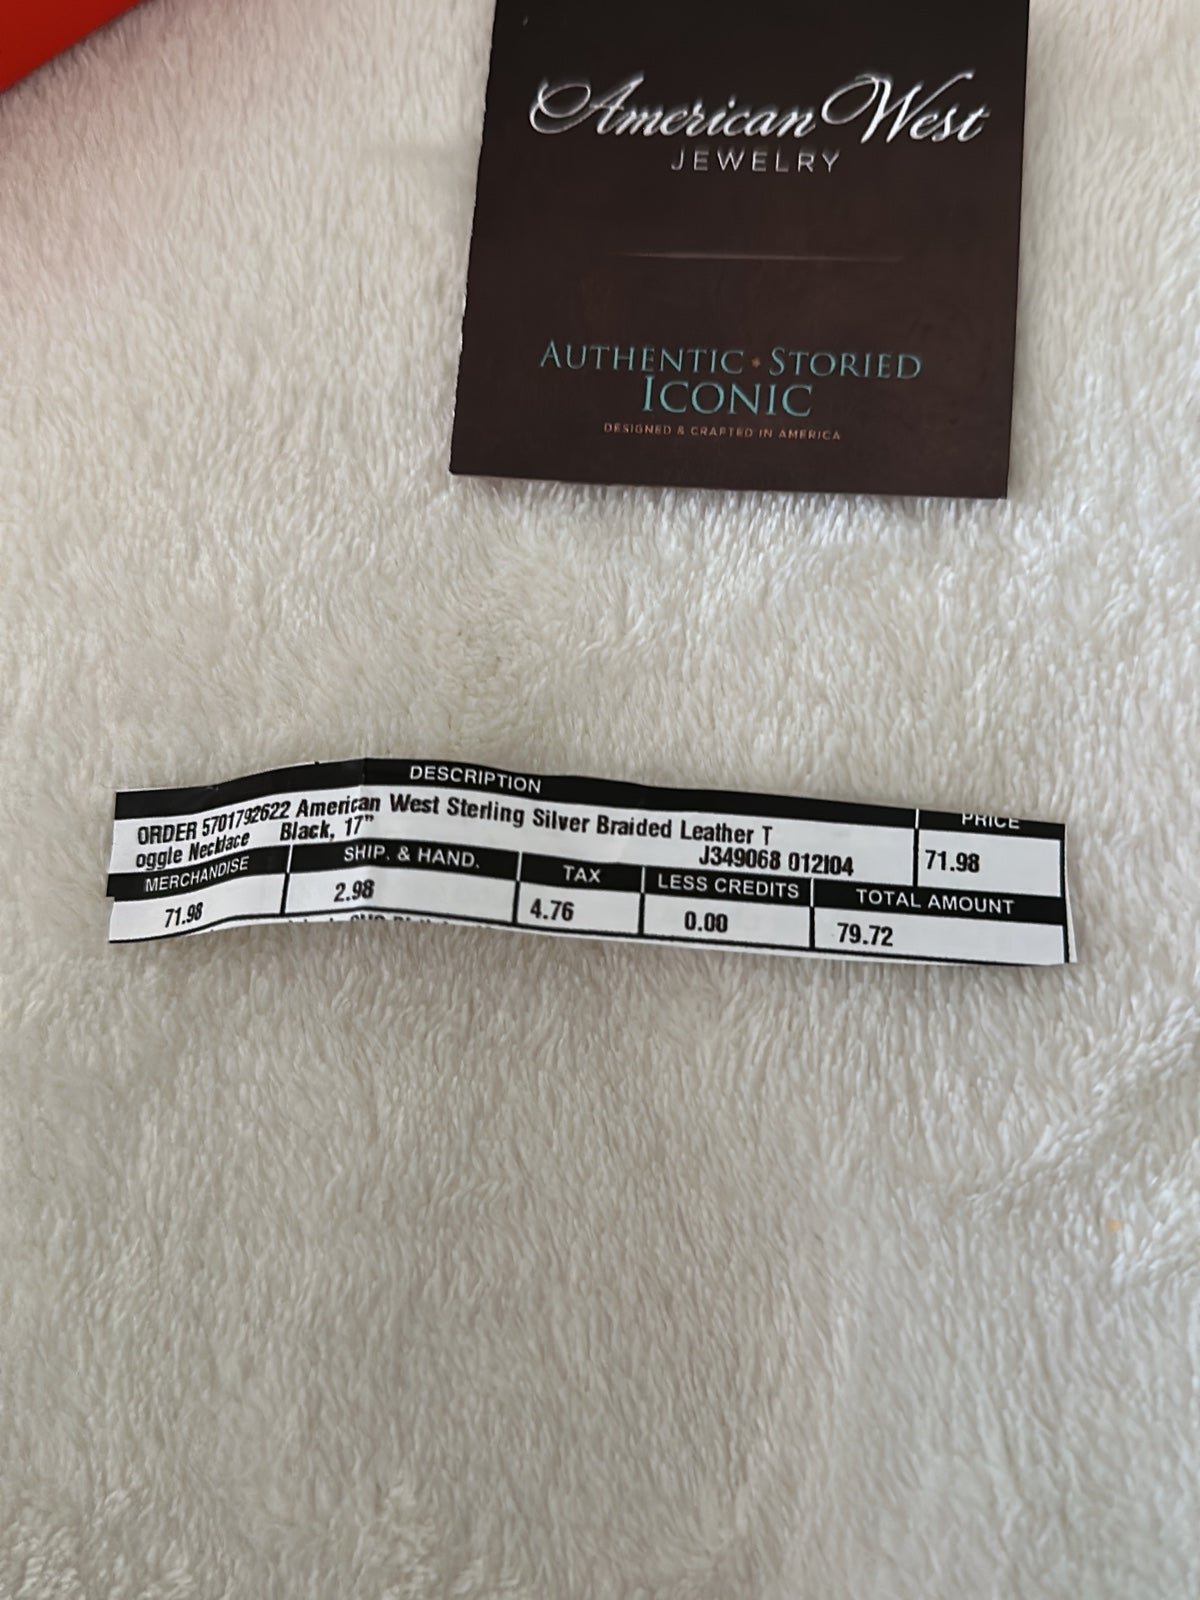 American West
JEWELRY
AUTHENTIC • STORIED
ICONIC
DESIGNED & CRAFTED IN AMERICA
DESCRIPTION
PRICE
ORDER 5701792622 American West Sterling Silver Braided Leather T
oggle Necklace Black, 17" J349068 012I04
71.98
MERCHANDISE SHIP. & HAND. TAX LESS CREDITS TOTAL AMOUNT
71.98 2.98 4.76 0.00 79.72